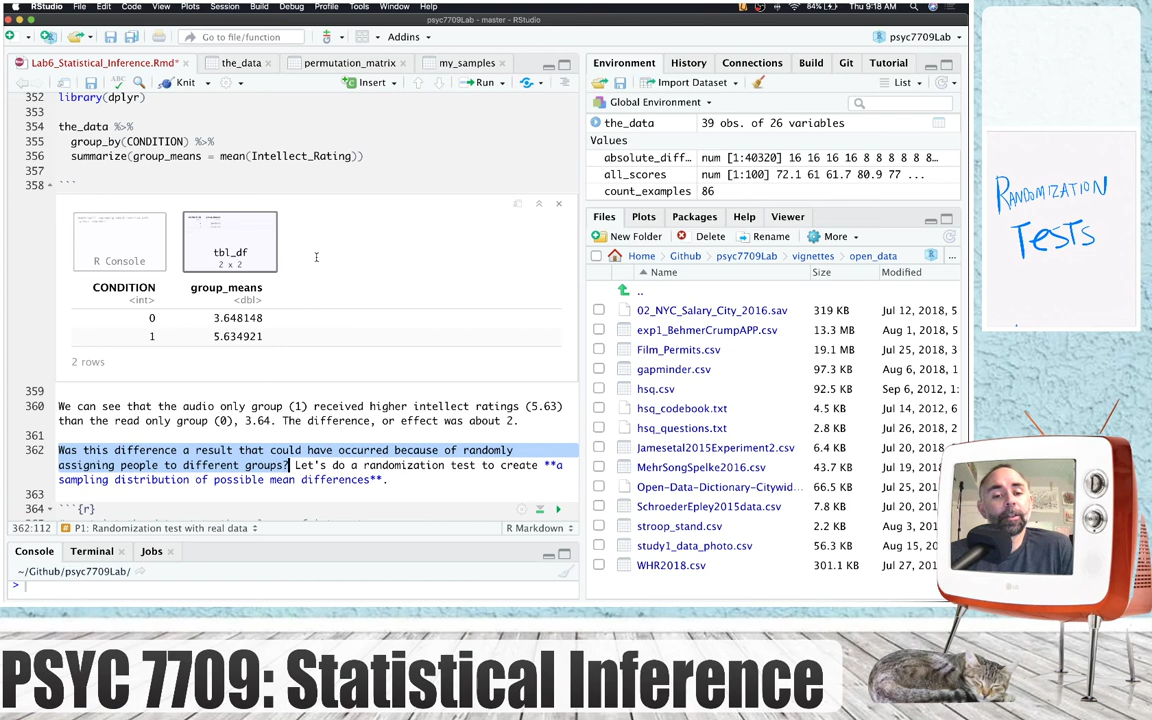 RStudio File Edit Code View Plots Session Build Debug Profile Tools Window Help
84% Thu 9:18 AM
psyc7709Lab - master - RStudio
Go to file/function
Addins
psyc7709Lab
Lab6_Statistical_Inference.Rmd*
the_data
permutation_matrix
my_samples
ABC
Knit
Insert
Run
352 library(dplyr)
353
354 the_data %>%
355 group_by(CONDITION) %>%
356 summarize(group_means = mean(Intellect_Rating))
357
358 ```
R Console
tbl_df
2 x 2
CONDITION group_means
<int> <dbl>
0 3.648148
1 5.634921
2 rows
359
360 We can see that the audio only group (1) received higher intellect ratings (5.63)
than the read only group (0), 3.64. The difference, or effect was about 2.
361
362 Was this difference a result that could have occurred because of randomly
assigning people to different groups? Let's do a randomization test to create **a
sampling distribution of possible mean differences**.
363
364 ```{r}
362:112 P1: Randomization test with real data R Markdown
Console Terminal Jobs
~/Github/psyc7709Lab/
>
Environment History Connections Build Git Tutorial
Import Dataset List
Global Environment
the_data 39 obs. of 26 variables
Values
absolute_diff… num [1:40320] 16 16 16 16 8 8 8 8 8…
all_scores num [1:100] 72.1 61 61.7 80.9 77 ...
count_examples 86
Files Plots Packages Help Viewer
New Folder Delete Rename More
Home Github psyc7709Lab vignettes open_data ...
Name Size Modified
..
02_NYC_Salary_City_2016.sav 319 KB Jul 12, 2018, 5
exp1_BehmerCrumpAPP.csv 13.3 MB Aug 1, 2018, 5
Film_Permits.csv 19.1 MB Jul 25, 2018, 3
gapminder.csv 97.3 KB Aug 6, 2018, 1
hsq.csv 92.5 KB Sep 6, 2012, 1:
hsq_codebook.txt 4.5 KB Jul 14, 2012, 6
hsq_questions.txt 2.8 KB Jul 25, 2018, 2
Jamesetal2015Experiment2.csv 6.4 KB Jul 20, 2018, 1
MehrSongSpelke2016.csv 43.7 KB Jul 19, 2018,
Open-Data-Dictionary-Citywid… 66.5 KB Jul 25, 201
SchroederEpley2015data.csv 7.8 KB Jul 20, 201
stroop_stand.csv 2.2 KB Aug 3, 201
study1_data_photo.csv 56.3 KB Aug 15, 20
WHR2018.csv 301.1 KB Jul 27, 201
RANDOMIZATION
TesTs
LG
PSYC 7709: Statistical Inference